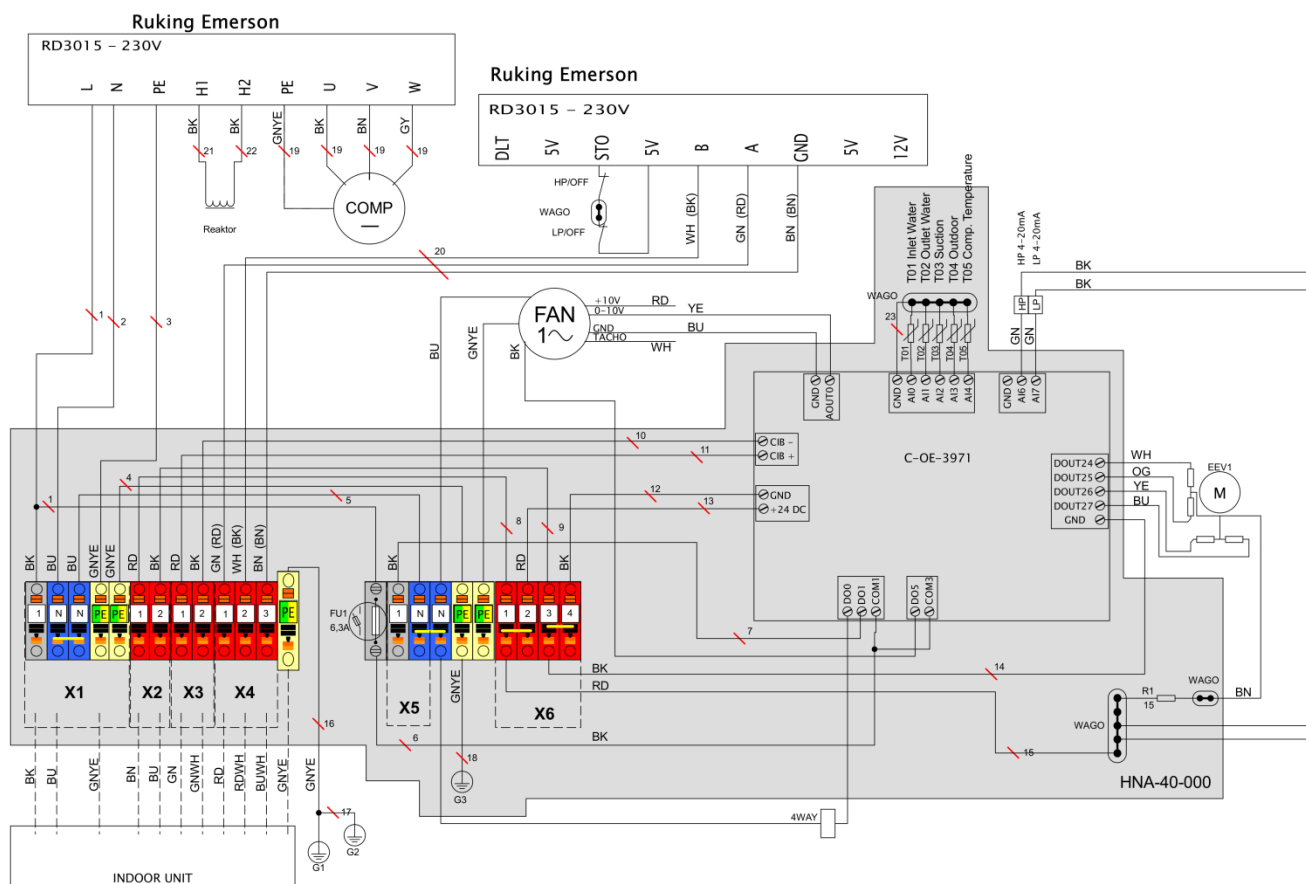 Ruking Emerson
RD3015 – 230V
L N PE H1 H2 PE U V W
BK BK GNYE BK BN GY
21 22 19 19 19 19
COMP
Reaktor
Ruking Emerson
RD3015 – 230V
DLT 5V STO 5V B A GND 5V 12V
HP/OFF
WAGO
LP/OFF
WH (BK) GN (RD) BN (BN)
20
1 2 3
FAN
1
+10V RD
0-10V YE
GND BU
TACHO WH
BU GNYE BK
T01 Inlet Water
T02 Outlet Water
T03 Suction
T04 Outdoor
T05 Comp. Temperature
WAGO
23
T01 T02 T03 T04 T05
HP 4-20mA
LP 4-20mA
HP LP
GN GN
BK
BK
GND AOUT0
GND AI0 AI1 AI2 AI3 AI4
GND AI6 AI7
C-OE-3971
10 CIB -
11 CIB +
12 GND
13 +24 DC
DOUT24 WH
DOUT25 OG
DOUT26 YE
DOUT27 BU
GND
EEV1
M
1 4 5 8 9
BK BU BU GNYE GNYE RD BK RD BK GN (RD) WH (BK) BN (BN)
1 N N PE PE 1 2 1 2 1 2 3 PE
X1 X2 X3 X4
BK RD BK
FU1
6,3A
1 N N PE PE 1 2 3 4
X5 X6
GNYE
DO0 DO1 COM1 DO5 COM3
7
BK 14
RD
6 BK
15
18
G3
WAGO
R1
15
WAGO
BN
HNA-40-000
16
GNYE
17
G1 G2
4WAY
BK BU GNYE BN BU GN GNWH RD RDWH BUWH GNYE
INDOOR UNIT